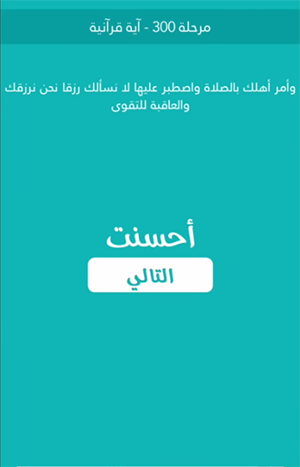 مرحلة 300 - آية قرآنية
وأمر أهلك بالصلاة واصطبر عليها لا نسألك رزقا نحن نرزقك
والعاقبة للتقوى
أحسنت
التالي